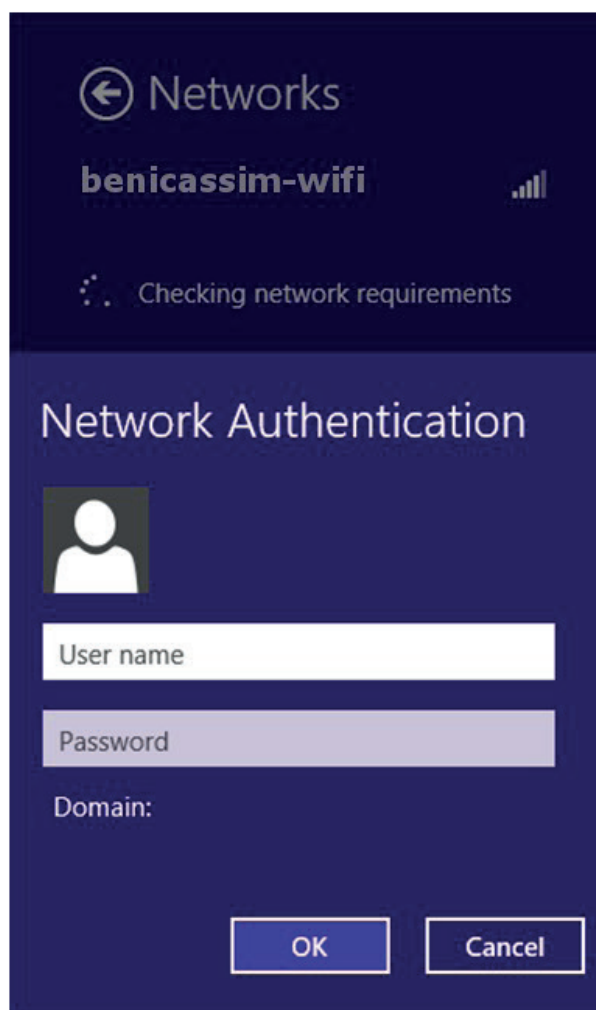 Networks
benicassim-wifi
Checking network requirements
Network Authentication
User name
Password
Domain:
OK
Cancel